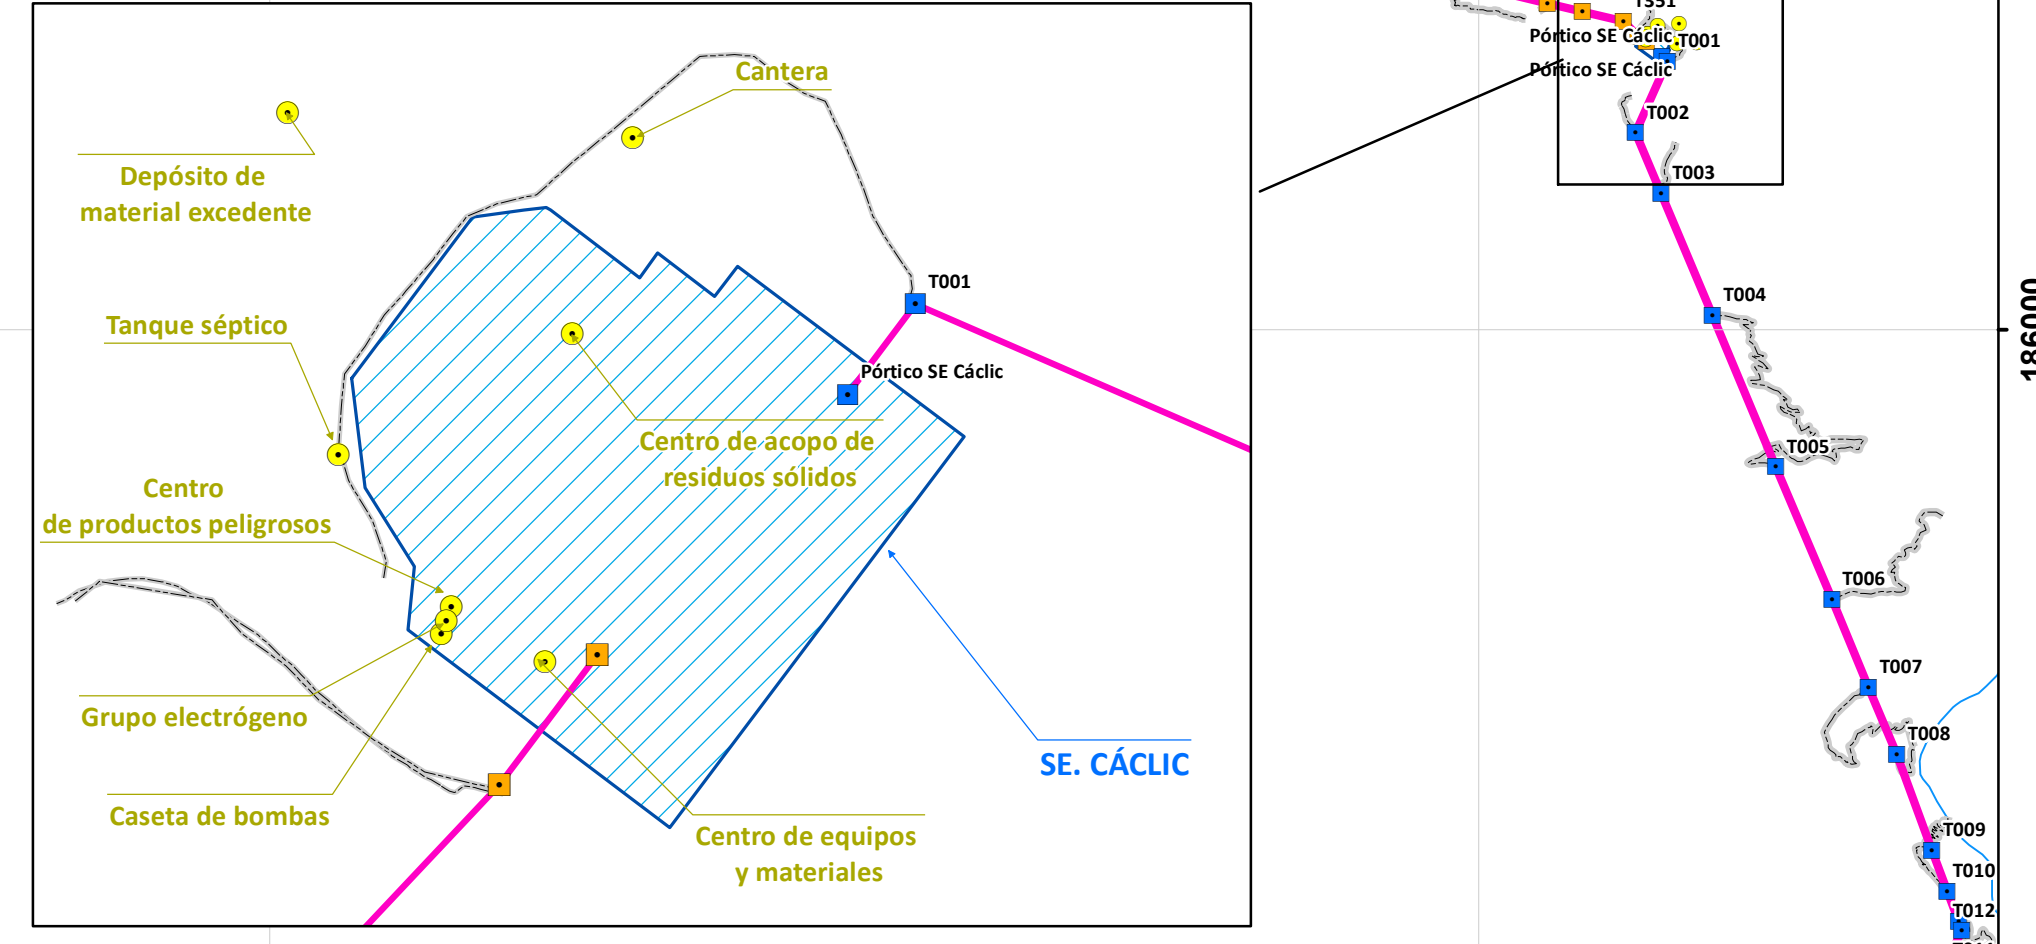 Cantera
Depósito de
material excedente
T001
Tanque séptico
Pórtico SE Cáclic
Centro de acopo de
residuos sólidos
Centro
de productos peligrosos
Grupo electrógeno
SE. CÁCLIC
Caseta de bombas
Centro de equipos
y materiales
T351
Pórtico SE Cáclic
T001
Pórtico SE Cáclic
T002
T003
T004
T005
T006
T007
T008
T009
T010
T012